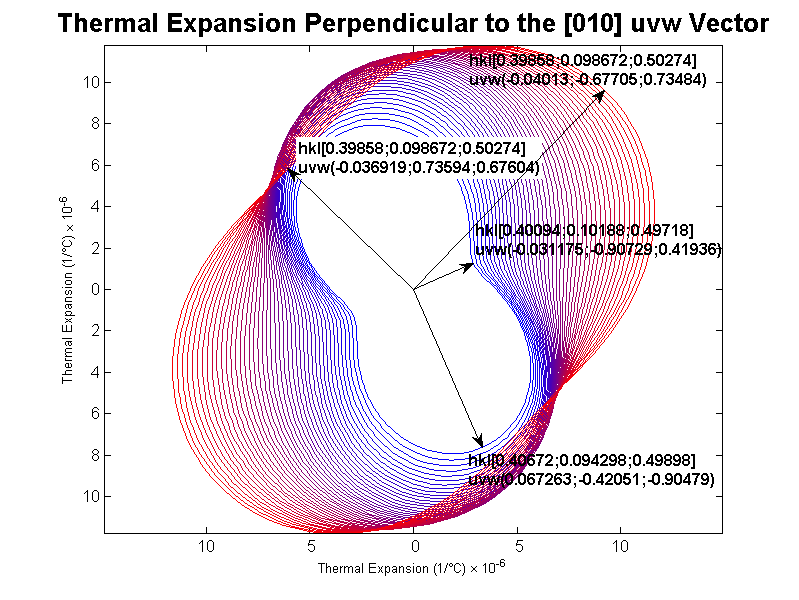 Thermal Expansion Perpendicular to the [010] uvw Vector
hkl[0.39858;0.098672;0.50274]
uvw(-0.04013;-0.67705;0.73484)
hkl[0.39858;0.098672;0.50274]
uvw(-0.036919;0.73594;0.67604)
hkl[0.40094;0.10188;0.49718]
uvw(-0.031175;-0.90729;0.41936)
hkl[0.40672;0.094298;0.49898]
uvw(0.067263;-0.42051;-0.90479)
10
8
6
4
2
0
2
4
6
8
10
Thermal Expansion (1/°C) × 10-6
10
5
0
5
10
Thermal Expansion (1/°C) × 10-6